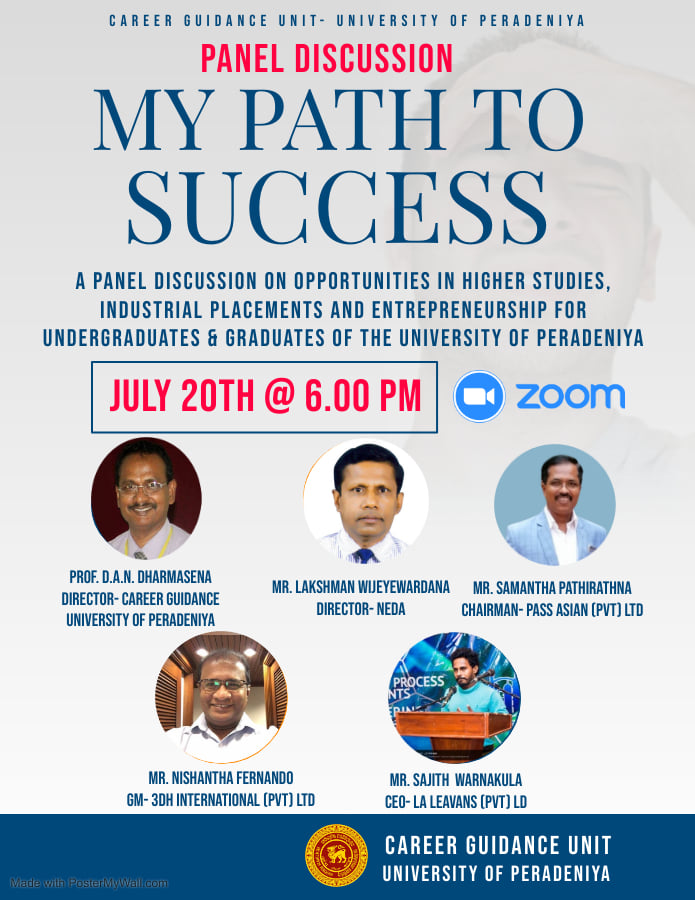 CAREER GUIDANCE UNIT- UNIVERSITY OF PERADENIYA
PANEL DISCUSSION
MY PATH TO
SUCCESS
A PANEL DISCUSSION ON OPPORTUNITIES IN HIGHER STUDIES,
INDUSTRIAL PLACEMENTS AND ENTREPRENEURSHIP FOR
UNDERGRADUATES & GRADUATES OF THE UNIVERSITY OF PERADENIYA
JULY 20TH @ 6.00 PM
zoom
PROF. D.A.N. DHARMASENA
DIRECTOR- CAREER GUIDANCE
UNIVERSITY OF PERADENIYA
MR. LAKSHMAN WIJEYEWARDANA
DIRECTOR- NEDA
MR. SAMANTHA PATHIRATHNA
CHAIRMAN- PASS ASIAN (PVT) LTD
PROCESS
MR. NISHANTHA FERNANDO
GM- 3DH INTERNATIONAL (PVT) LTD
MR. SAJITH WARNAKULA
CEO- LA LEAVANS (PVT) LD
CAREER GUIDANCE UNIT
UNIVERSITY OF PERADENIYA
Made with PosterMyWall.com